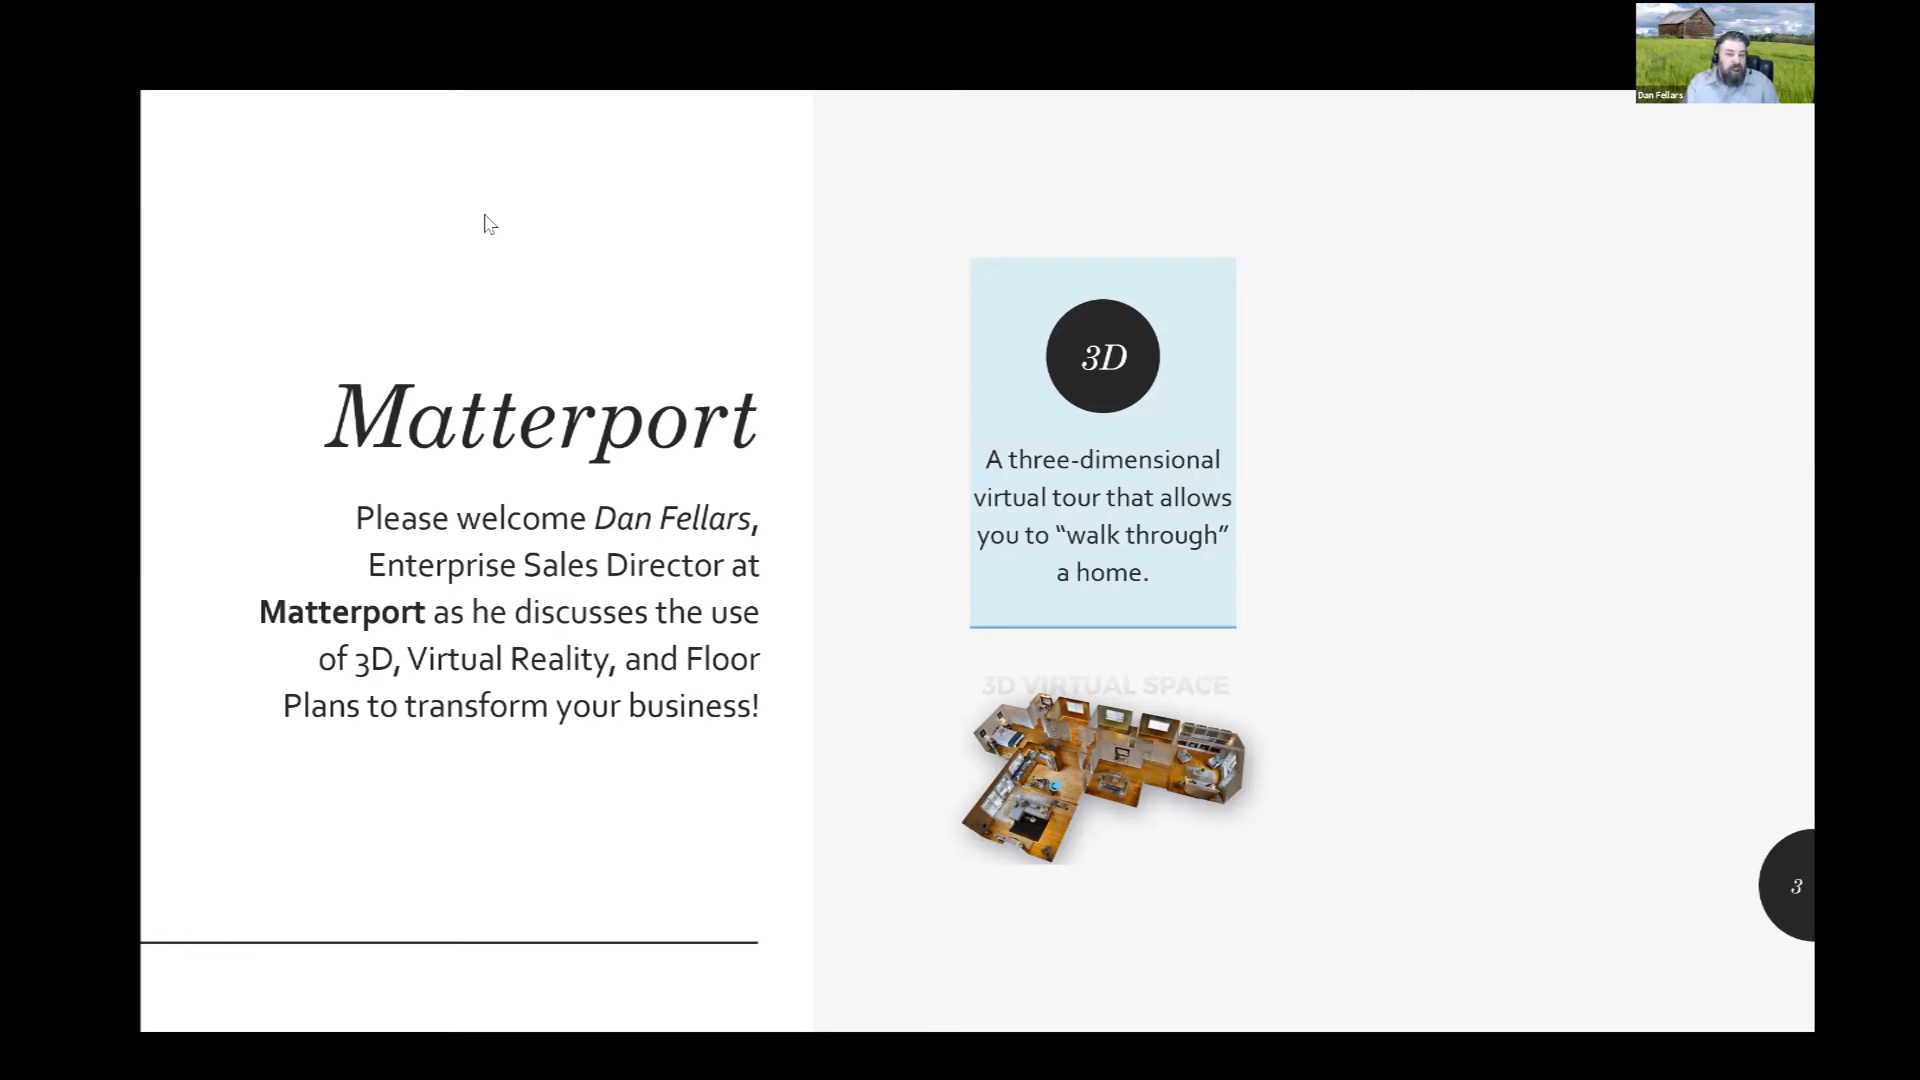 Dan Fellars
Matterport
Please welcome Dan Fellars,
Enterprise Sales Director at
Matterport as he discusses the use
of 3D, Virtual Reality, and Floor
Plans to transform your business!
3D
A three-dimensional
virtual tour that allows
you to “walk through”
a home.
3D VIRTUAL SPACE
3